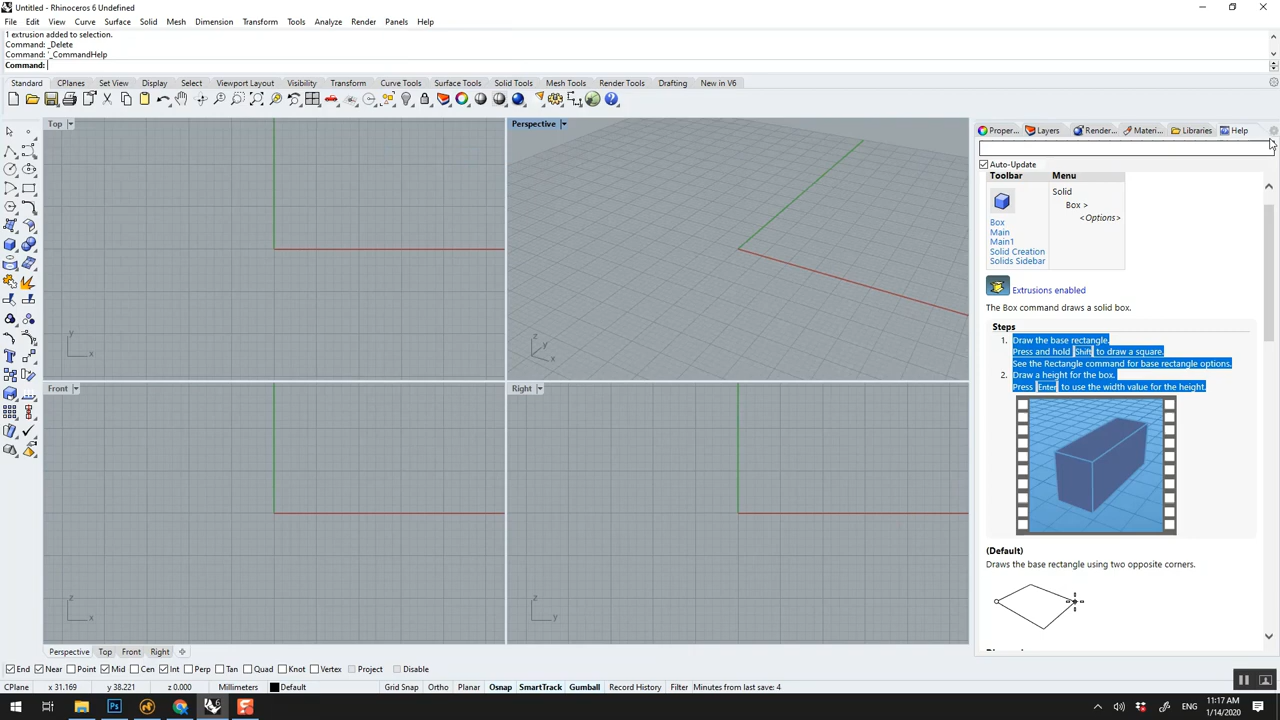 Untitled - Rhinoceros 6 Undefined
File Edit View Curve Surface Solid Mesh Dimension Transform Tools Analyze Render Panels Help
1 extrusion added to selection.
Command: _Delete
Command: '_CommandHelp
Command:
Standard CPlanes Set View Display Select Viewport Layout Visibility Transform Curve Tools Surface Tools Solid Tools Mesh Tools Render Tools Drafting New in V6
Top
Perspective
Proper... Layers Render... Materi... Libraries Help
Auto-Update
Toolbar Menu
Solid
Box >
<Options>
Box
Main
Main1
Solid Creation
Solids Sidebar
Extrusions enabled
The Box command draws a solid box.
Steps
1. Draw the base rectangle.
Press and hold Shift to draw a square.
See the Rectangle command for base rectangle options.
2. Draw a height for the box.
Press Enter to use the width value for the height.
y
x
z
y
x
Front
Right
(Default)
Draws the base rectangle using two opposite corners.
z
x
z
y
Perspective Top Front Right
End Near Point Mid Cen Int Perp Tan Quad Knot Vertex Project Disable
CPlane x 31.169 y 38.221 z 0.000 Millimeters Default Grid Snap Ortho Planar Osnap SmartTrack Gumball Record History Filter Minutes from last save: 4
Ps
ENG
11:17 AM
1/14/2020